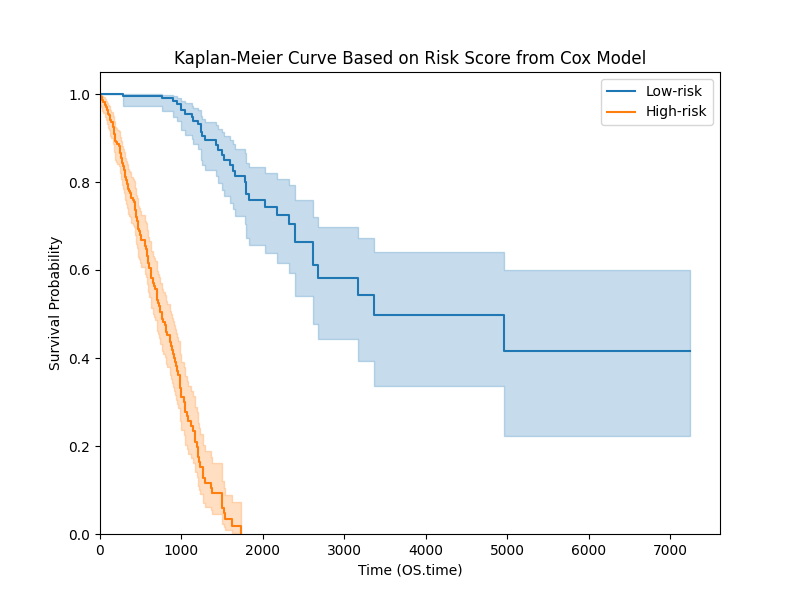 Kaplan-Meier Curve Based on Risk Score from Cox Model
Low-risk
High-risk
Survival Probability
1.0
0.8
0.6
0.4
0.2
0.0
0
1000
2000
3000
4000
5000
6000
7000
Time (OS.time)